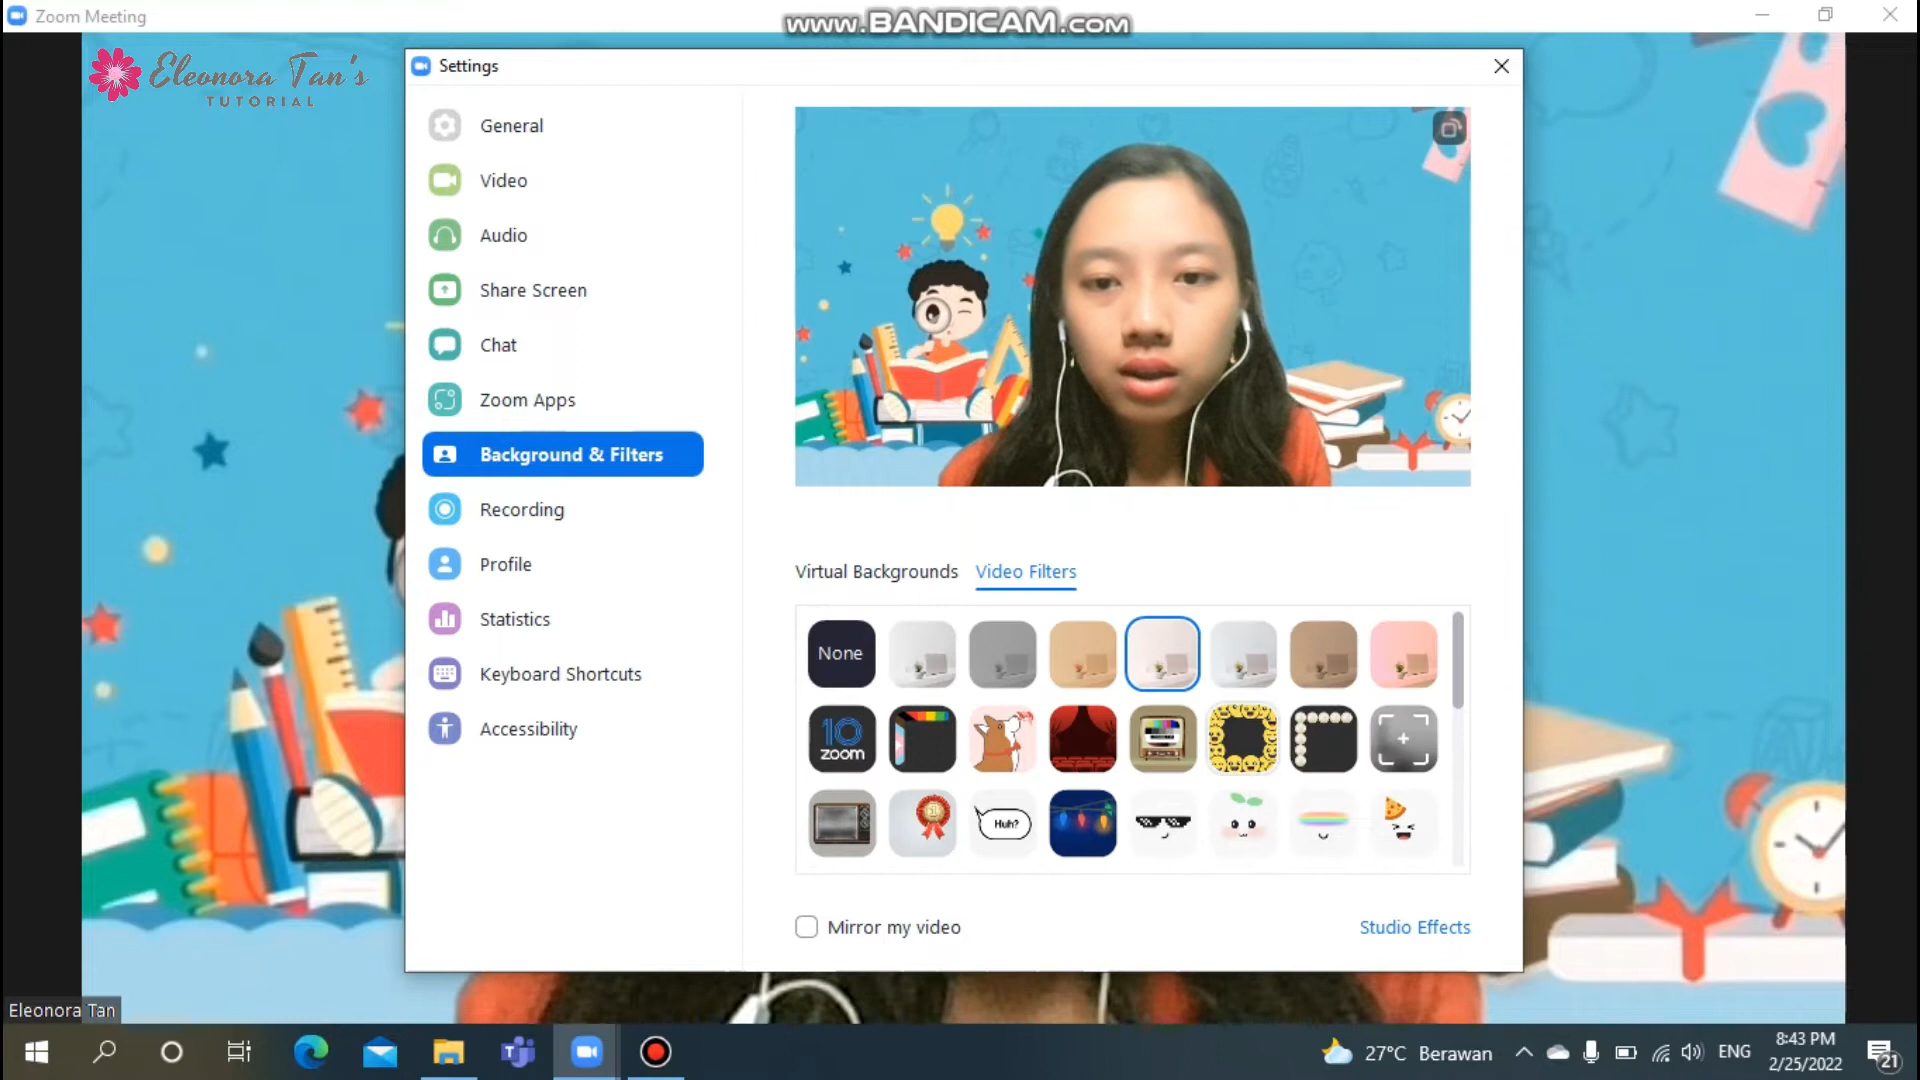 Zoom Meeting
www.BANDICAM.com
Eleonora Tan's
TUTORIAL
Settings
General
Video
Audio
Share Screen
Chat
Zoom Apps
Background & Filters
Recording
Profile
Statistics
Keyboard Shortcuts
Accessibility
Virtual Backgrounds
Video Filters
None
10
zoom
Huh?
Mirror my video
Studio Effects
Eleonora Tan
27°C Berawan
ENG
8:43 PM
2/25/2022
21